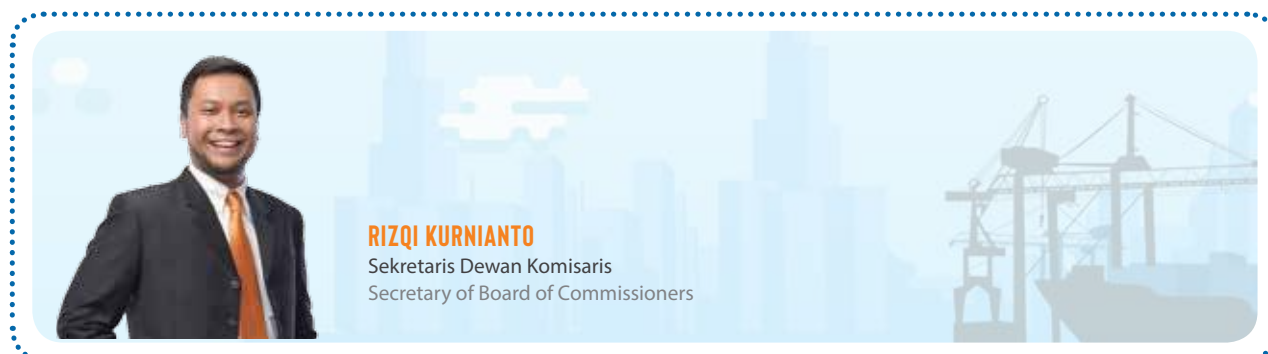 RIZQI KURNIANTO
Sekretaris Dewan Komisaris
Secretary of Board of Commissioners